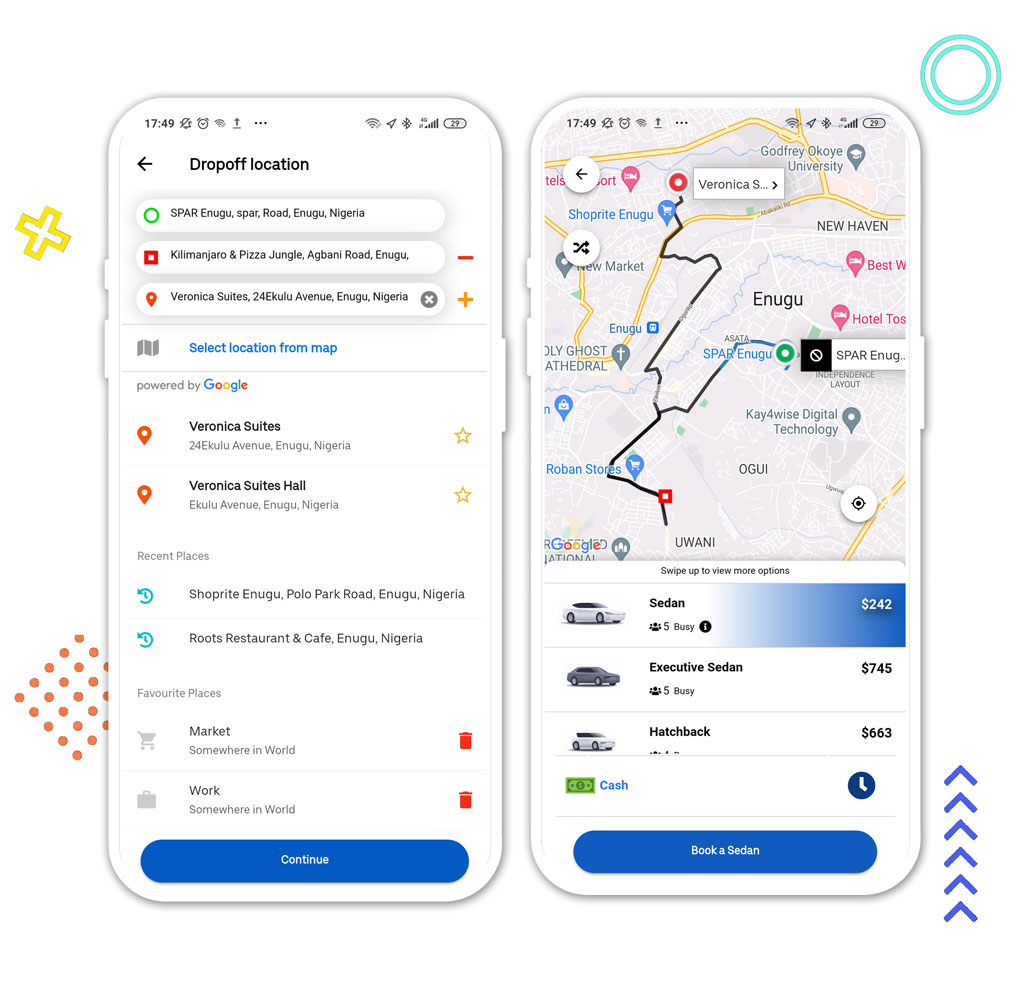 17:49
4G
29
Dropoff location
SPAR Enugu, spar, Road, Enugu, Nigeria
Kilimanjaro & Pizza Jungle, Agbani Road, Enugu,
Veronica Suites, 24Ekulu Avenue, Enugu, Nigeria
Select location from map
powered by Google
Veronica Suites
24Ekulu Avenue, Enugu, Nigeria
Veronica Suites Hall
Ekulu Avenue, Enugu, Nigeria
Recent Places
Shoprite Enugu, Polo Park Road, Enugu, Nigeria
Roots Restaurant & Cafe, Enugu, Nigeria
Favourite Places
Market
Somewhere in World
Work
Somewhere in World
Continue
17:49
4G
29
Godfrey Okoye
University
Veronica S...
Shoprite Enugu
Abakaliki Rd
NEW HAVEN
New Market
Best W
Enugu
Hotel Tos
Ogunu
Enugu
ASATA
OLY GHOST
ATHEDRAL
SPAR Enugu
SPAR Enug..
INDEPENDENCE
LAYOUT
n
Kay4wise Digital
Technology
Roban Stores
OGUI
UWANI
Google
NATIONAL
Swipe up to view more options
Sedan
$242
5 Busy
Executive Sedan
$745
5 Busy
Hatchback
$663
Cash
Book a Sedan